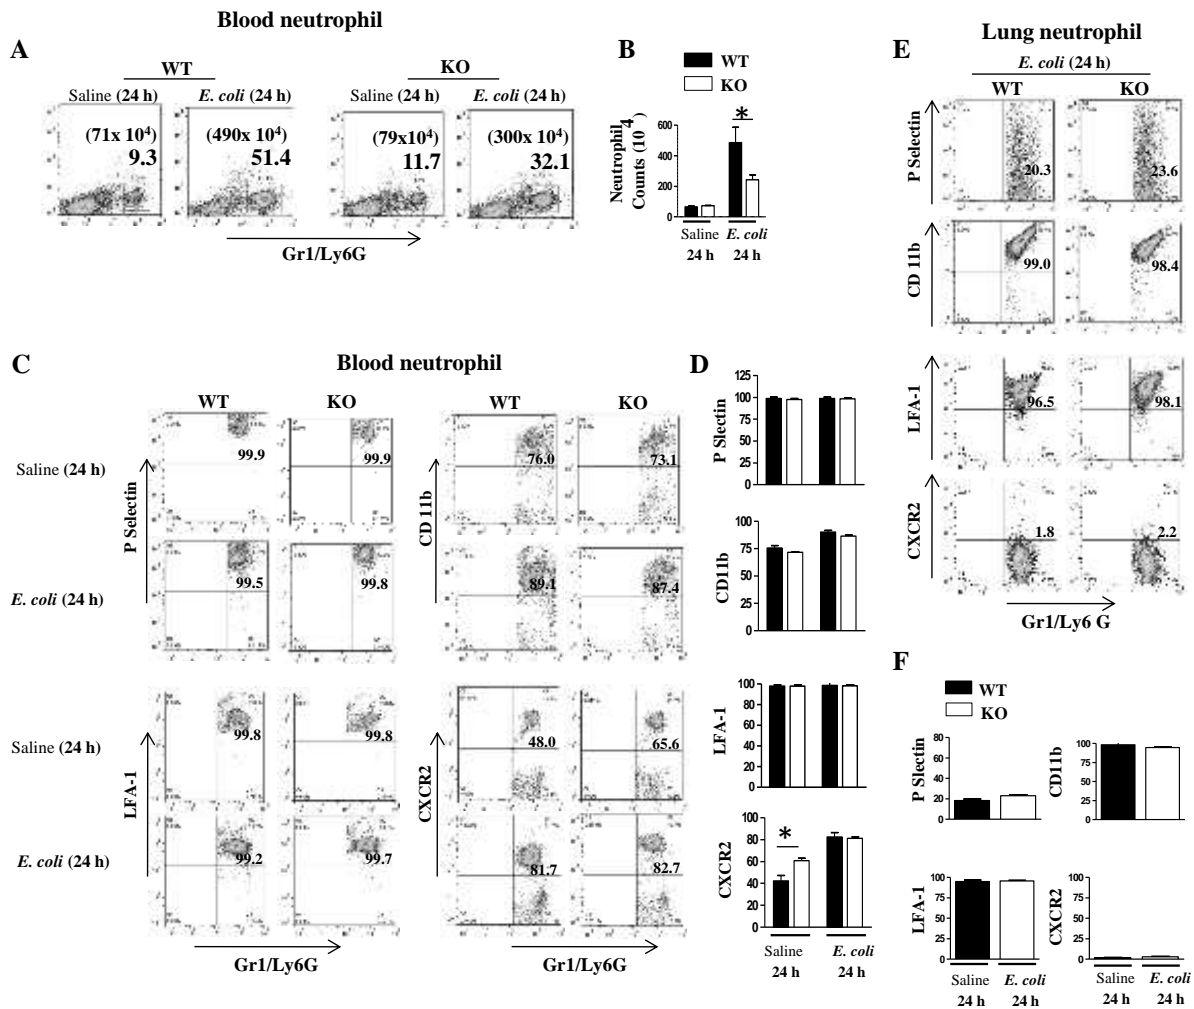 Blood neutrophil
A
WT
KO
Saline (24 h)
E. coli (24 h)
Saline (24 h)
E. coli (24 h)
(71x 10⁴)
9.3
(490x 10⁴)
51.4
(79x10⁴)
11.7
(300x 10⁴)
32.1
Gr1/Ly6G
B
WT
KO
*
Neutrophil
Counts (10⁴)
600
400
200
0
Saline
24 h
E. coli
24 h
C
Blood neutrophil
WT
KO
WT
KO
Saline (24 h)
P Selectin
99.9
99.9
CD 11b
76.0
73.1
E. coli (24 h)
99.5
99.8
89.1
87.4
Saline (24 h)
LFA-1
99.8
99.8
CXCR2
48.0
65.6
E. coli (24 h)
99.2
99.7
81.7
82.7
Gr1/Ly6G
Gr1/Ly6G
D
P Slectin
125
100
75
50
25
0
CD11b
100
75
50
25
0
LFA-1
100
80
60
40
20
0
CXCR2
100
80
60
40
20
0
*
Saline
24 h
E. coli
24 h
E
Lung neutrophil
E. coli (24 h)
WT
KO
P Selectin
20.3
23.6
CD 11b
99.0
98.4
LFA-1
96.5
98.1
CXCR2
1.8
2.2
Gr1/Ly6 G
F
WT
KO
P Slectin
80
60
40
20
0
CD11b
100
75
50
25
0
LFA-1
100
75
50
25
0
CXCR2
100
75
50
25
0
Saline
24 h
E. coli
24 h
Saline
24 h
E. coli
24 h